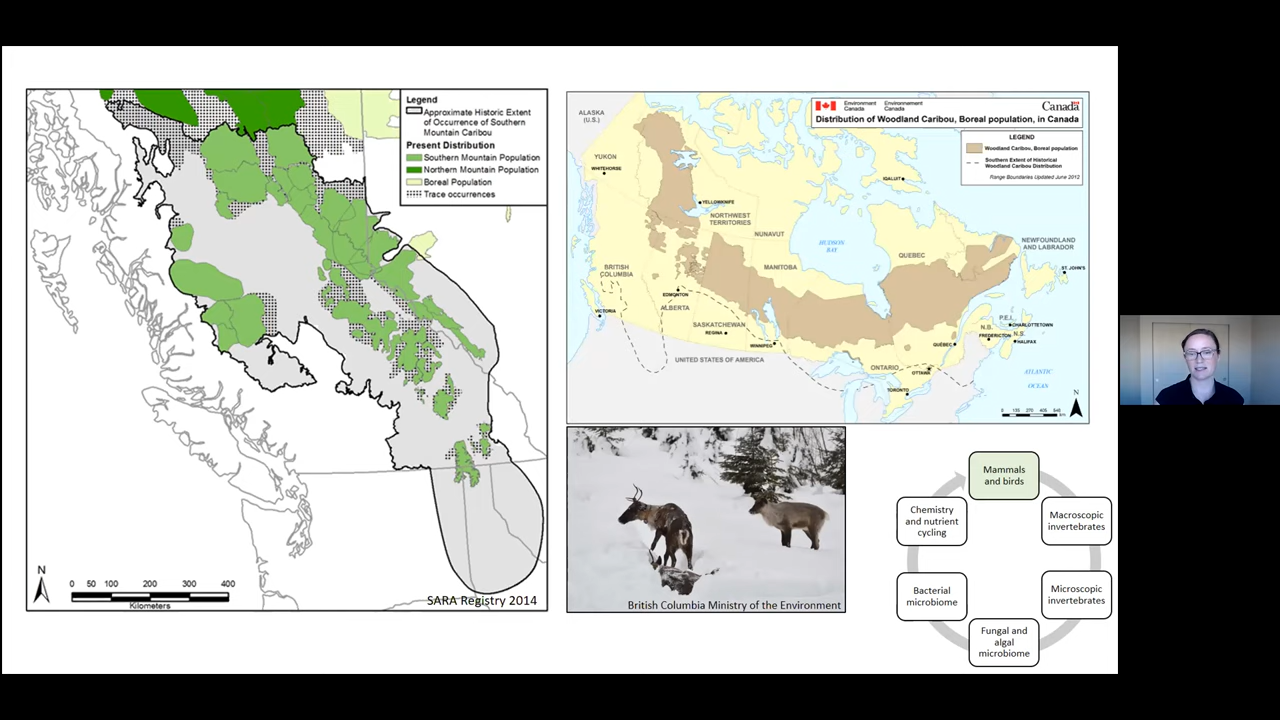 Legend
Approximate Historic Extent
of Occurrence of Southern
Mountain Caribou
Present Distribution
Southern Mountain Population
Northern Mountain Population
Boreal Population
Trace occurrences
N
0 50 100 200 300 400
Kilometers
SARA Registry 2014
Environment Canada
Environnement Canada
Canada
Distribution of Woodland Caribou, Boreal population, in Canada
LEGEND
Woodland Caribou, Boreal population
Southern Extent of Historical
Woodland Caribou Distribution
Range Boundaries Updated June 2012
ALASKA
(U.S.)
YUKON
WHITEHORSE
IQALUIT
YELLOWKNIFE
NORTHWEST
TERRITORIES
NUNAVUT
HUDSON
BAY
QUEBEC
NEWFOUNDLAND
AND LABRADOR
ST. JOHN'S
BRITISH
COLUMBIA
MANITOBA
EDMONTON
ALBERTA
VICTORIA
SASKATCHEWAN
REGINA
WINNIPEG
UNITED STATES OF AMERICA
ONTARIO
OTTAWA
TORONTO
QUÉBEC
P.E.I.
CHARLOTTETOWN
N.B.
FREDERICTON
N.S.
HALIFAX
ATLANTIC
OCEAN
N
British Columbia Ministry of the Environment
Mammals
and birds
Macroscopic
invertebrates
Microscopic
invertebrates
Fungal and
algal
microbiome
Bacterial
microbiome
Chemistry
and nutrient
cycling